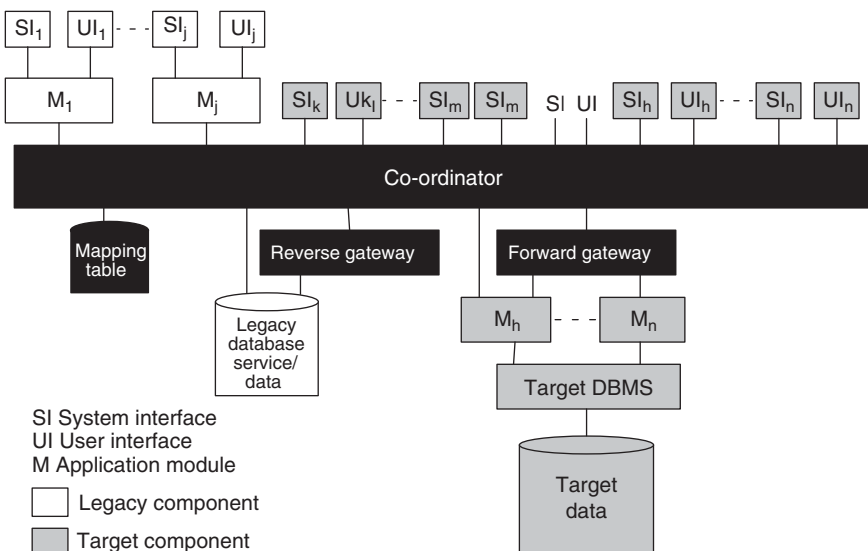 SI1 UI1 SIj UIj
M1 Mj
SIk Ukl SIm SIm SI UI SIh UIh SIn UIn
Co-ordinator
Mapping
table
Reverse gateway
Forward gateway
Legacy
database
service/
data
Mh Mn
Target DBMS
Target
data
SI System interface
UI User interface
M Application module
Legacy component
Target component